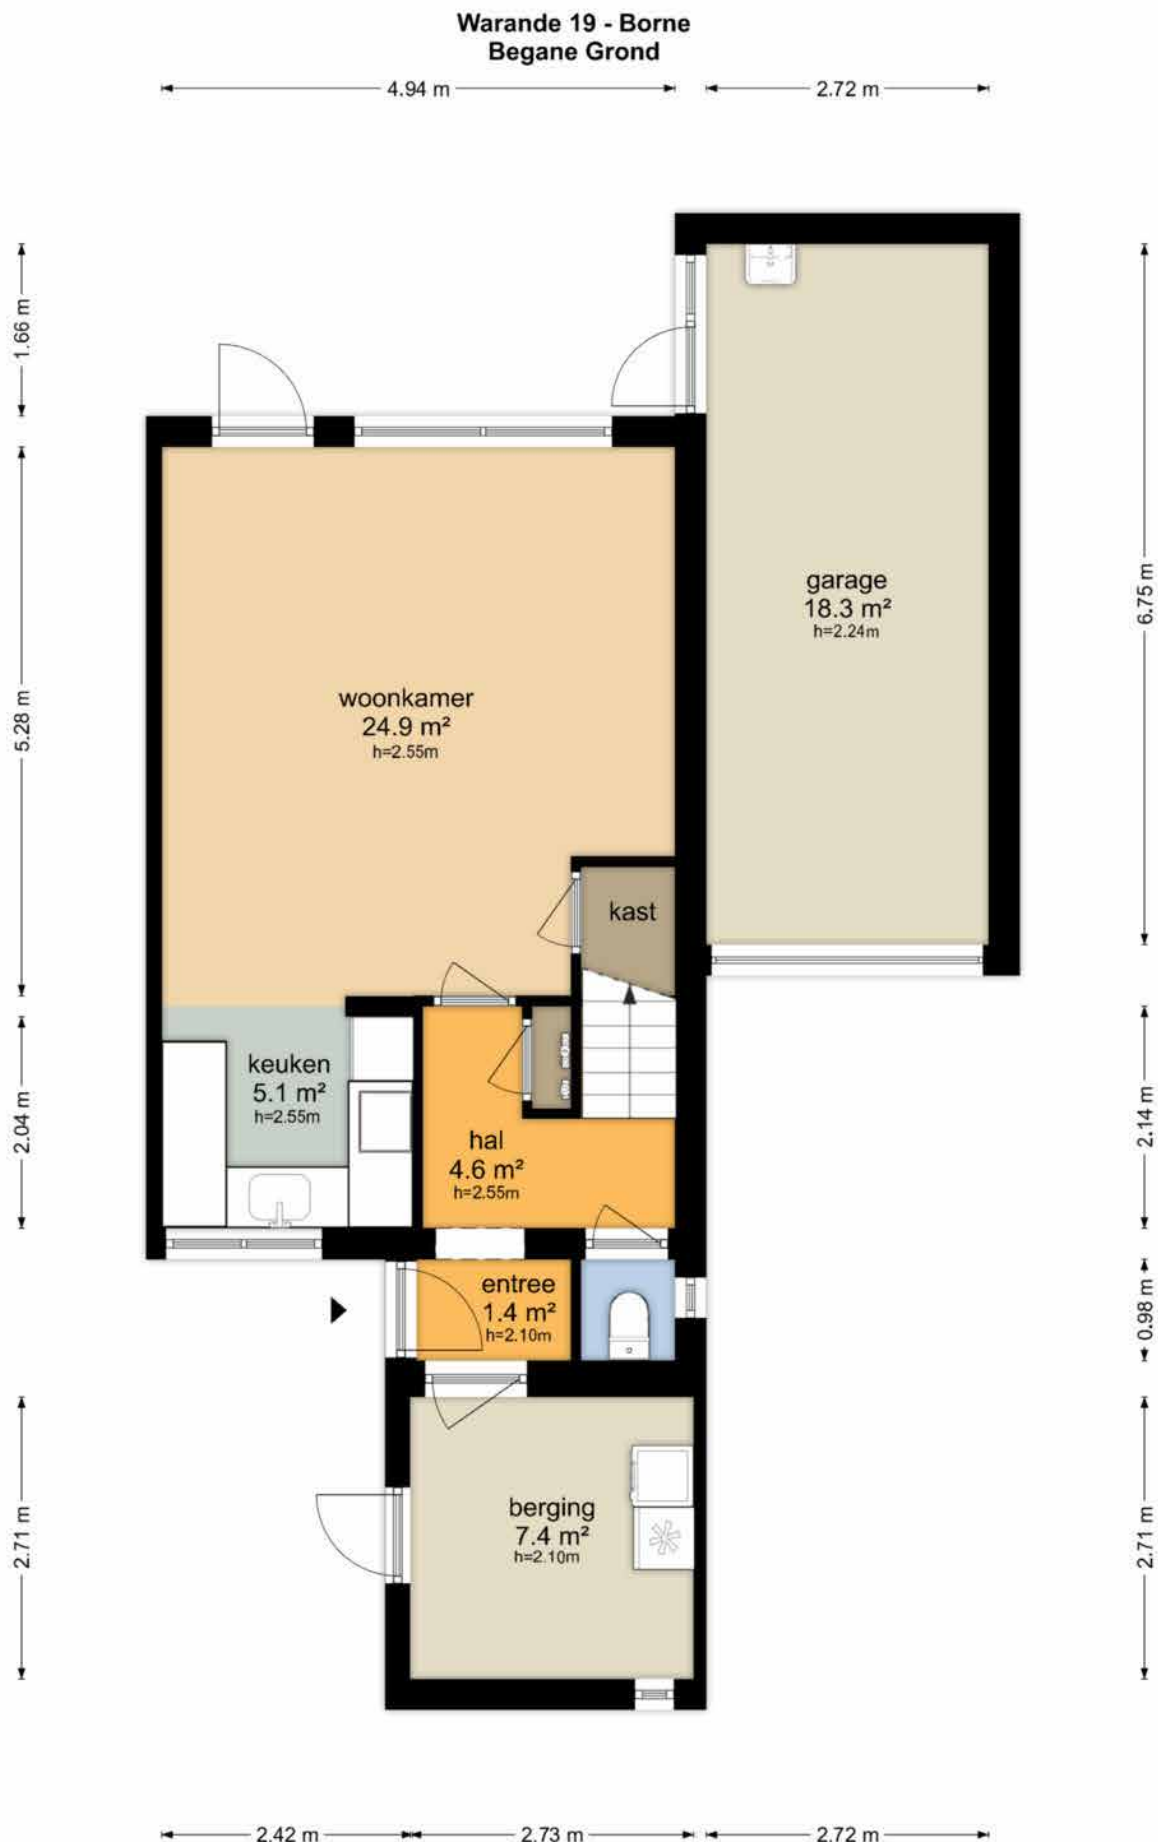 Warande 19 - Borne
Begane Grond
4.94 m
2.72 m
1.66 m
5.28 m
2.04 m
2.71 m
6.75 m
2.14 m
0.98 m
2.71 m
garage
18.3 m²
h=2.24m
woonkamer
24.9 m²
h=2.55m
kast
keuken
5.1 m²
h=2.55m
hal
4.6 m²
h=2.55m
entree
1.4 m²
h=2.10m
berging
7.4 m²
h=2.10m
2.42 m
2.73 m
2.72 m